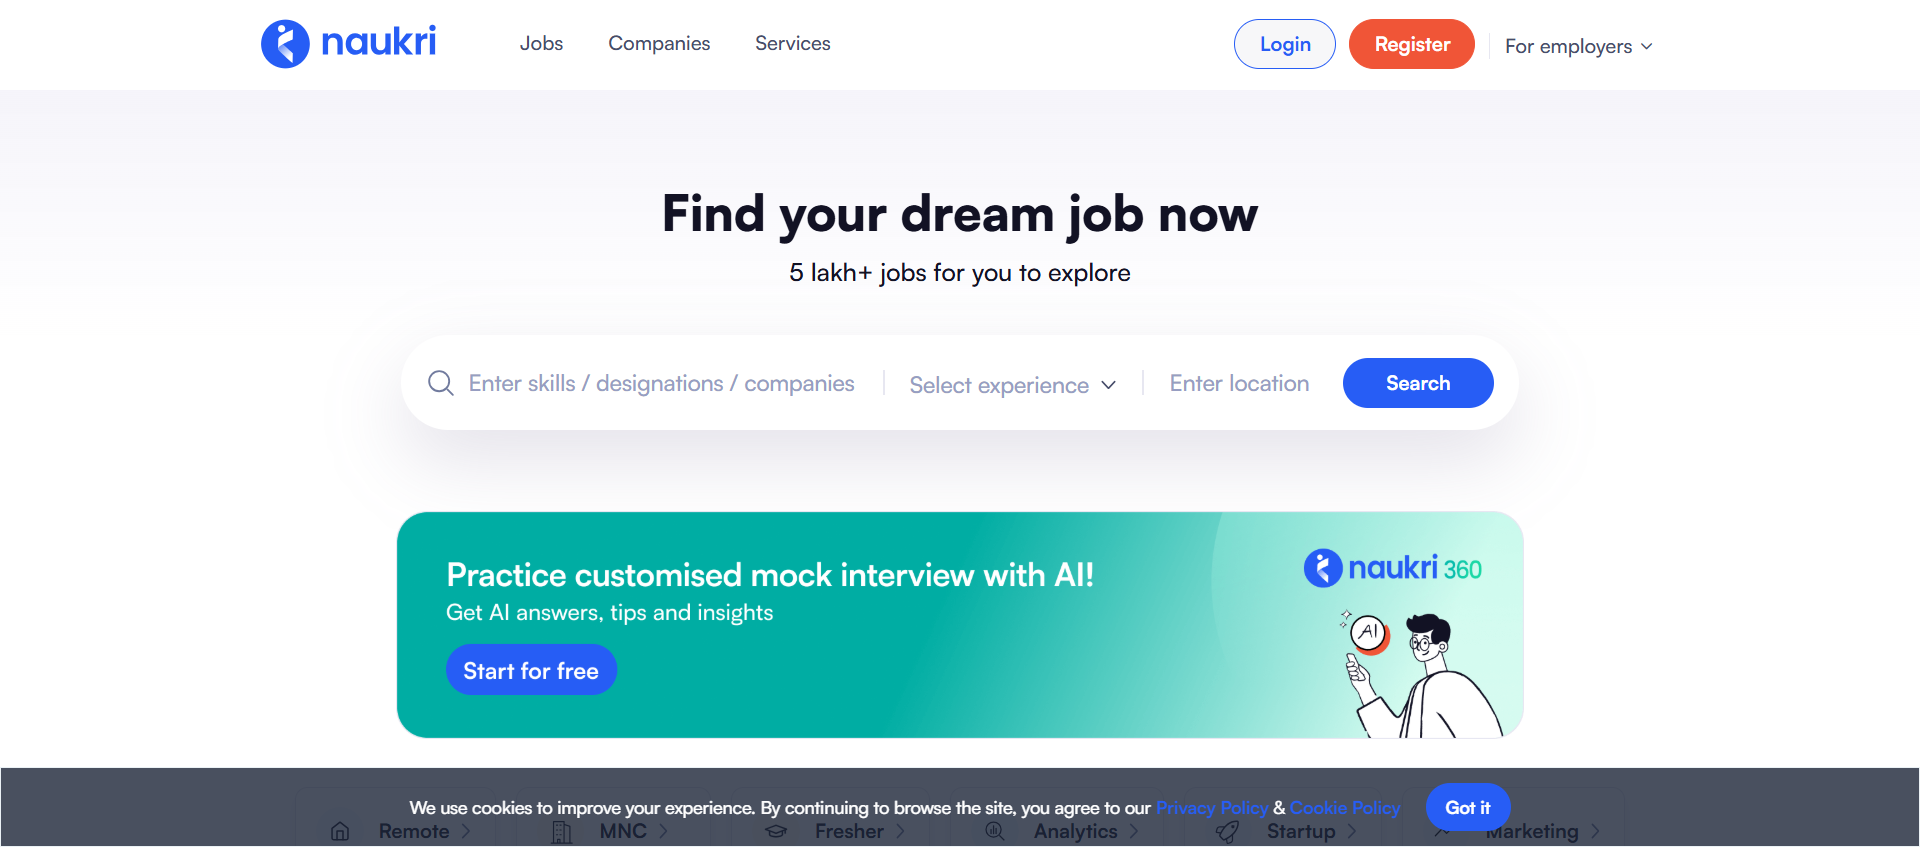 naukri
Jobs Companies Services
Login Register For employers
Find your dream job now
5 lakh+ jobs for you to explore
Enter skills / designations / companies Select experience Enter location Search
Practice customised mock interview with AI!
Get AI answers, tips and insights
Start for free
naukri 360
AI
We use cookies to improve your experience. By continuing to browse the site, you agree to our Privacy Policy & Cookie Policy Got it
Remote MNC Fresher Analytics Startup Marketing